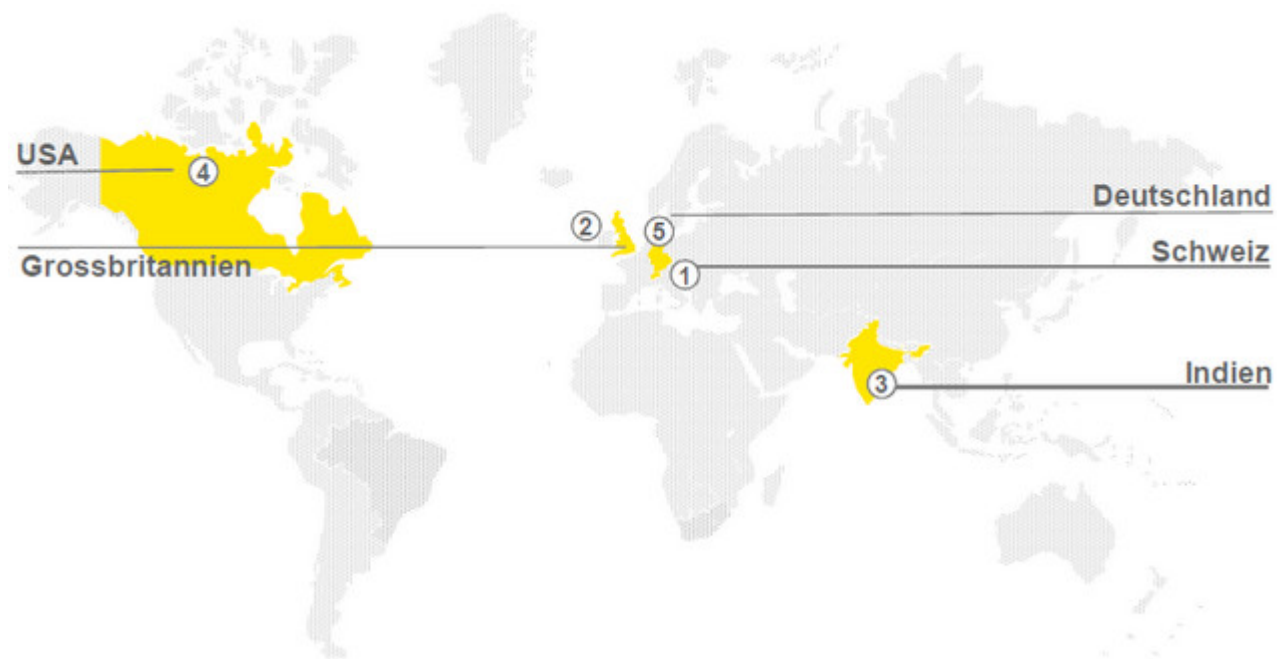 USA
④
Deutschland
②
⑤
Grossbritannien
Schweiz
①
Indien
③